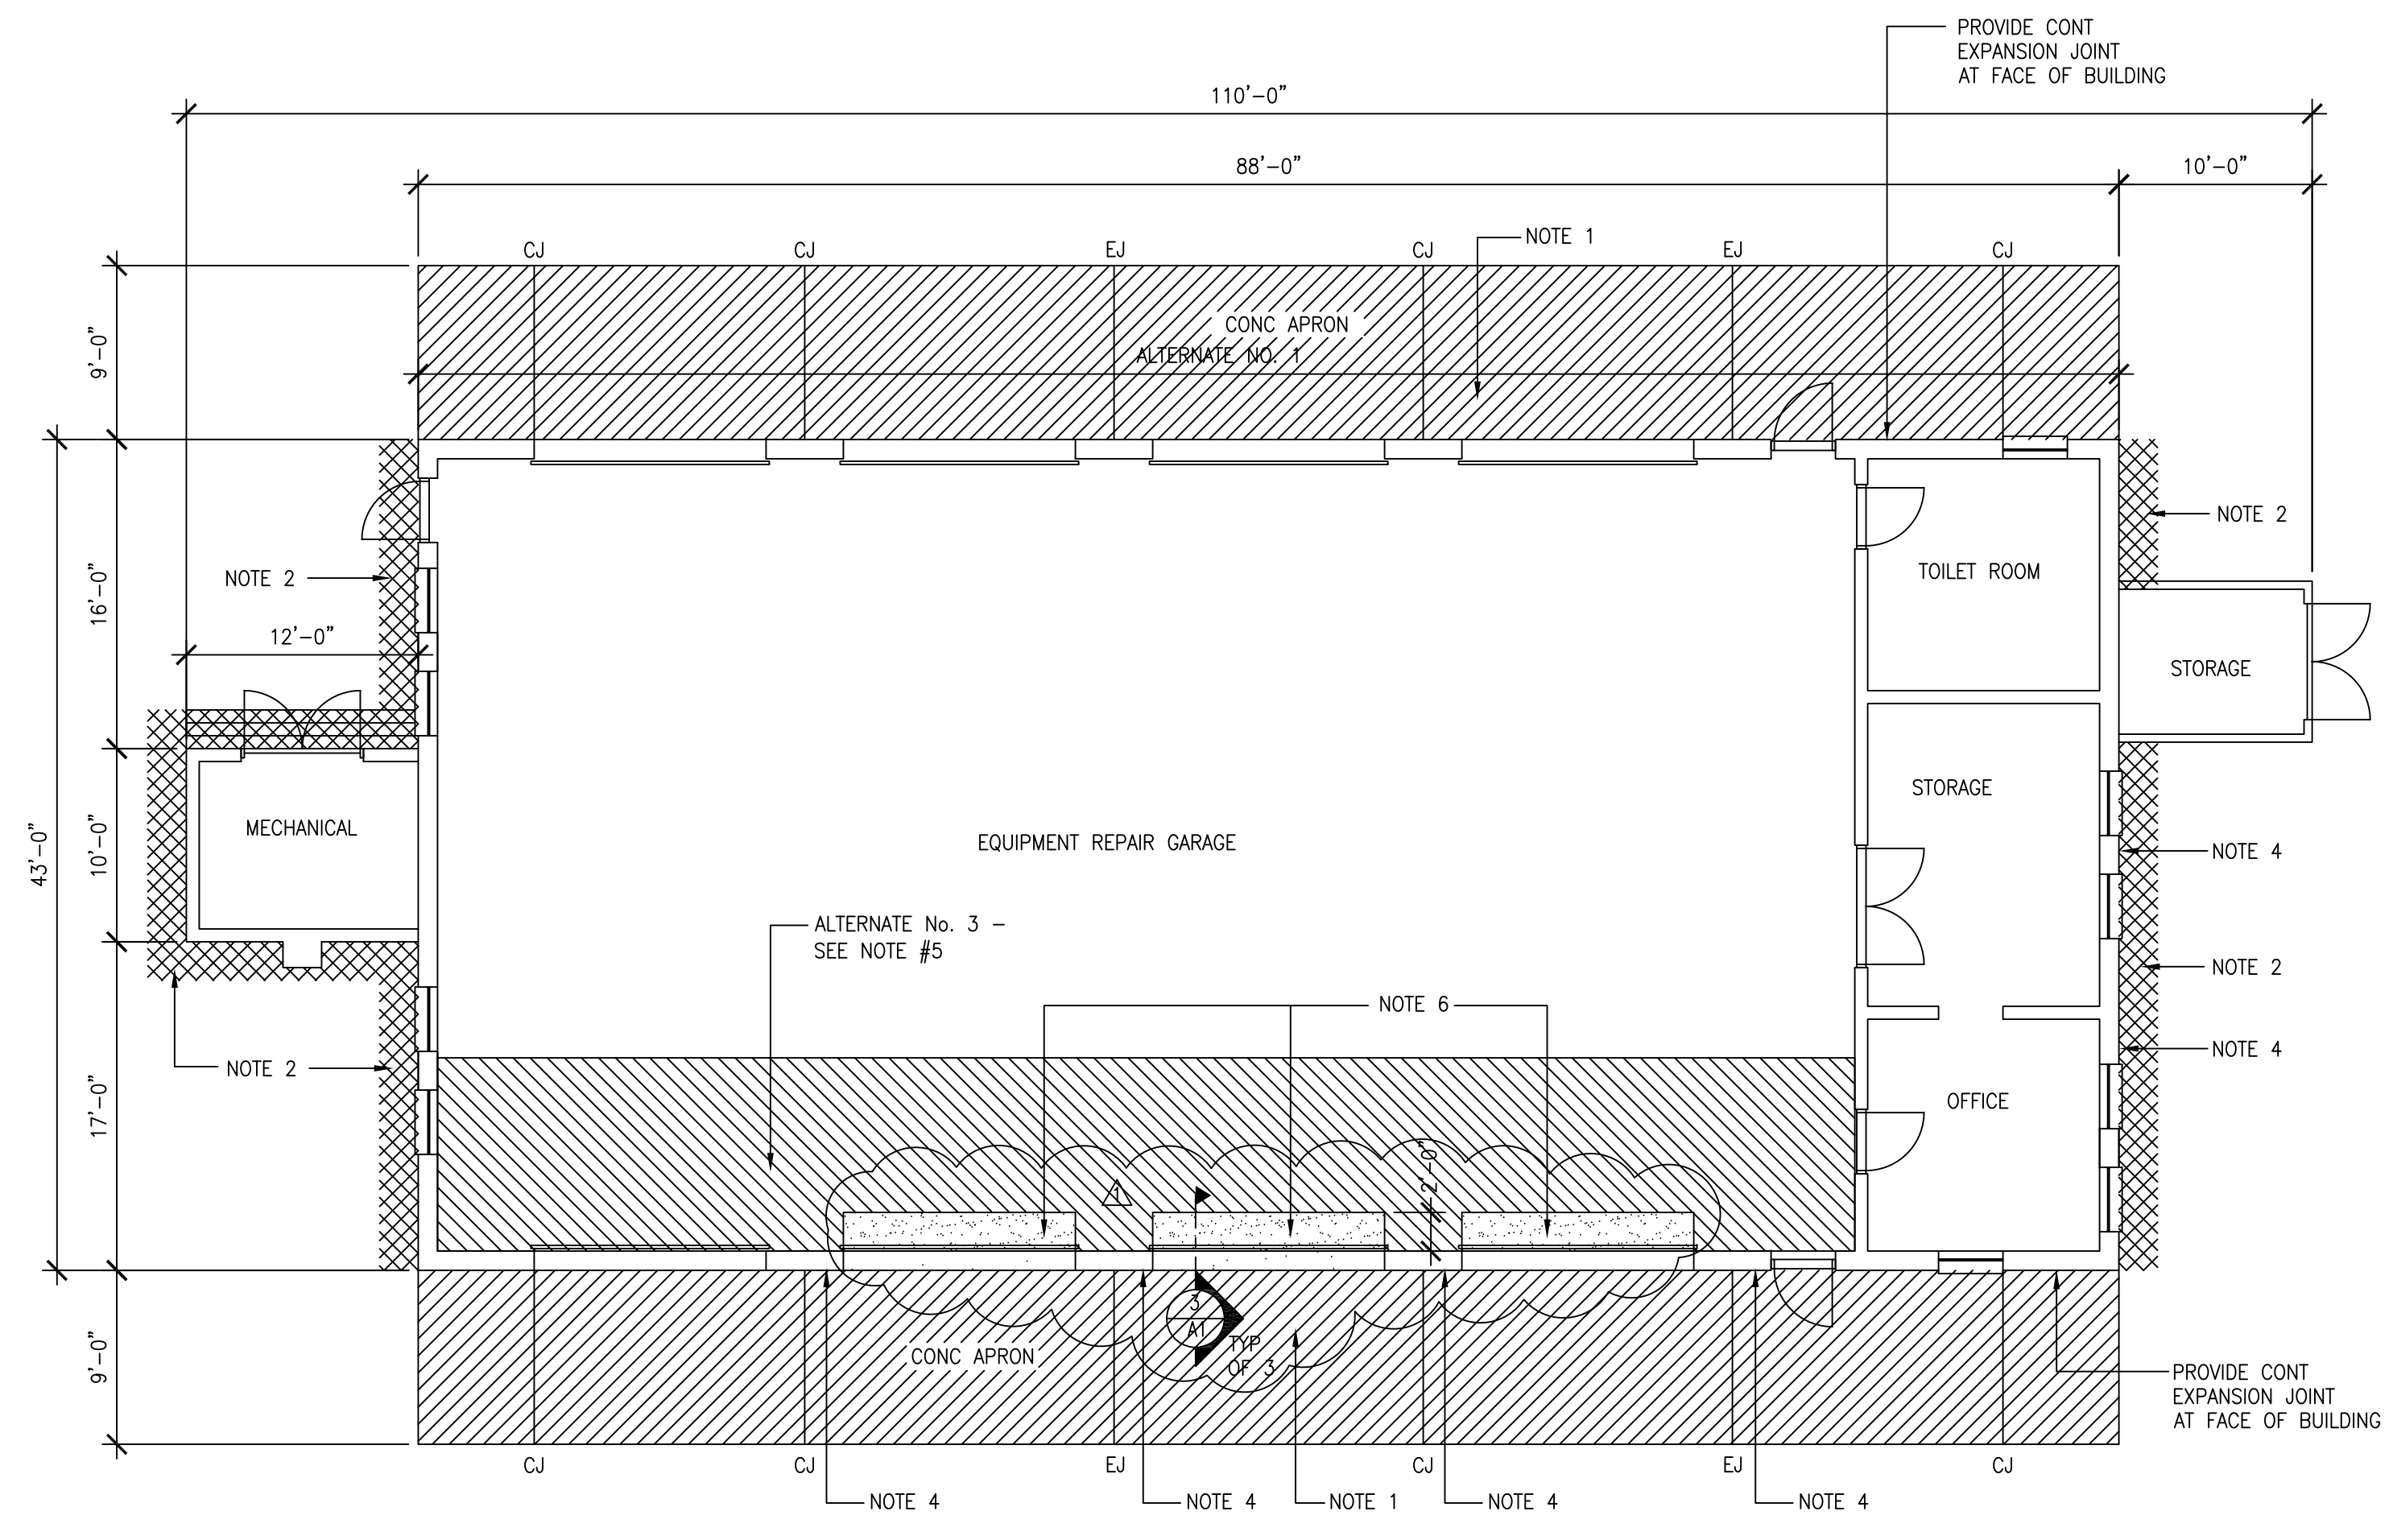 PROVIDE CONT
EXPANSION JOINT
AT FACE OF BUILDING
110'-0"
88'-0"
10'-0"
NOTE 1
CJ
CJ
EJ
CJ
EJ
CJ
9'-0"
CONC APRON
ALTERNATE NO. 1
NOTE 2
16'-0"
NOTE 2
TOILET ROOM
12'-0"
STORAGE
STORAGE
MECHANICAL
EQUIPMENT REPAIR GARAGE
43'-0"
10'-0"
NOTE 4
ALTERNATE No. 3 -
SEE NOTE #5
NOTE 2
NOTE 6
NOTE 4
NOTE 2
17'-0"
OFFICE
2'-0"
1
3
A1
TYP
OF 3
CONC APRON
9'-0"
PROVIDE CONT
EXPANSION JOINT
AT FACE OF BUILDING
CJ
CJ
EJ
CJ
EJ
CJ
NOTE 4
NOTE 4
NOTE 1
NOTE 4
NOTE 4